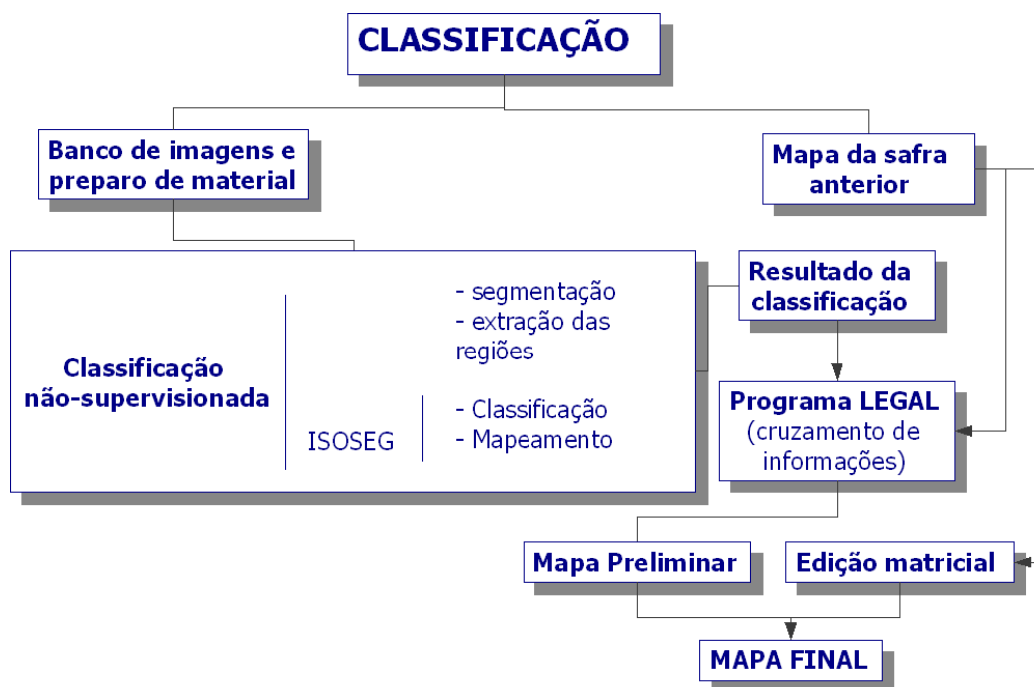 CLASSIFICAÇÃO
Banco de imagens e
preparo de material
Mapa da safra
anterior
Classificação
não-supervisionada
- segmentação
- extração das
regiões
ISOSEG
- Classificação
- Mapeamento
Resultado da
classificação
Programa LEGAL
(cruzamento de
informações)
Mapa Preliminar
Edição matricial
MAPA FINAL